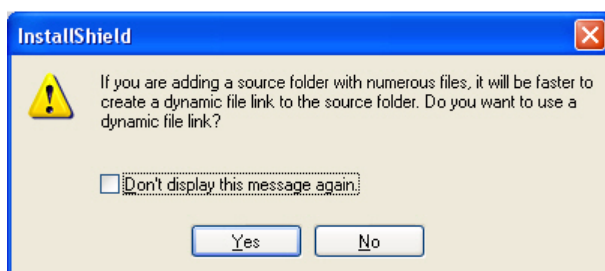 InstallShield
If you are adding a source folder with numerous files, it will be faster to
create a dynamic file link to the source folder. Do you want to use a
dynamic file link?
Don't display this message again.
Yes No